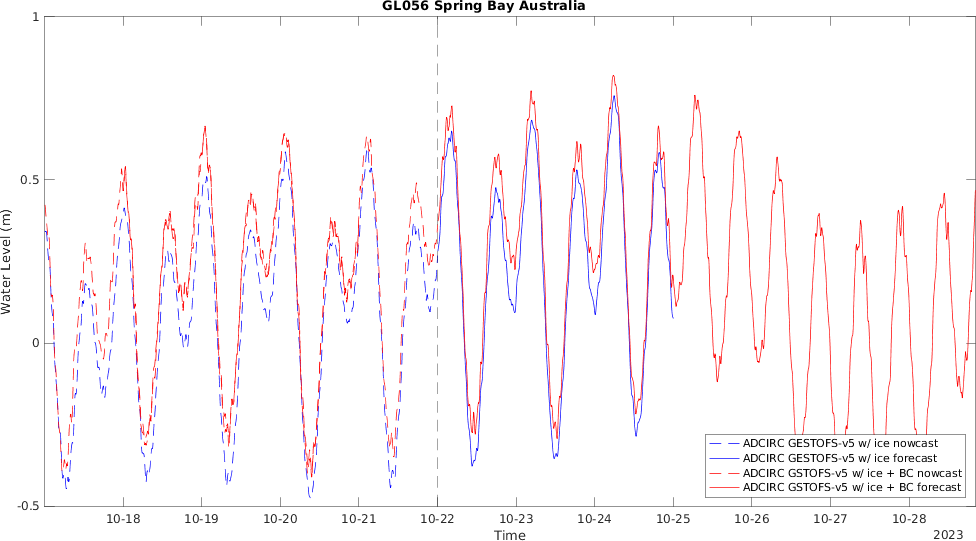 GL056 Spring Bay Australia
1
0.5
0
-0.5
Water Level (m)
10-18
10-19
10-20
10-21
10-22
10-23
10-24
10-25
10-26
10-27
10-28
Time
2023
ADCIRC GESTOFS-v5 w/ ice nowcast
ADCIRC GESTOFS-v5 w/ ice forecast
ADCIRC GSTOFS-v5 w/ ice + BC nowcast
ADCIRC GSTOFS-v5 w/ ice + BC forecast